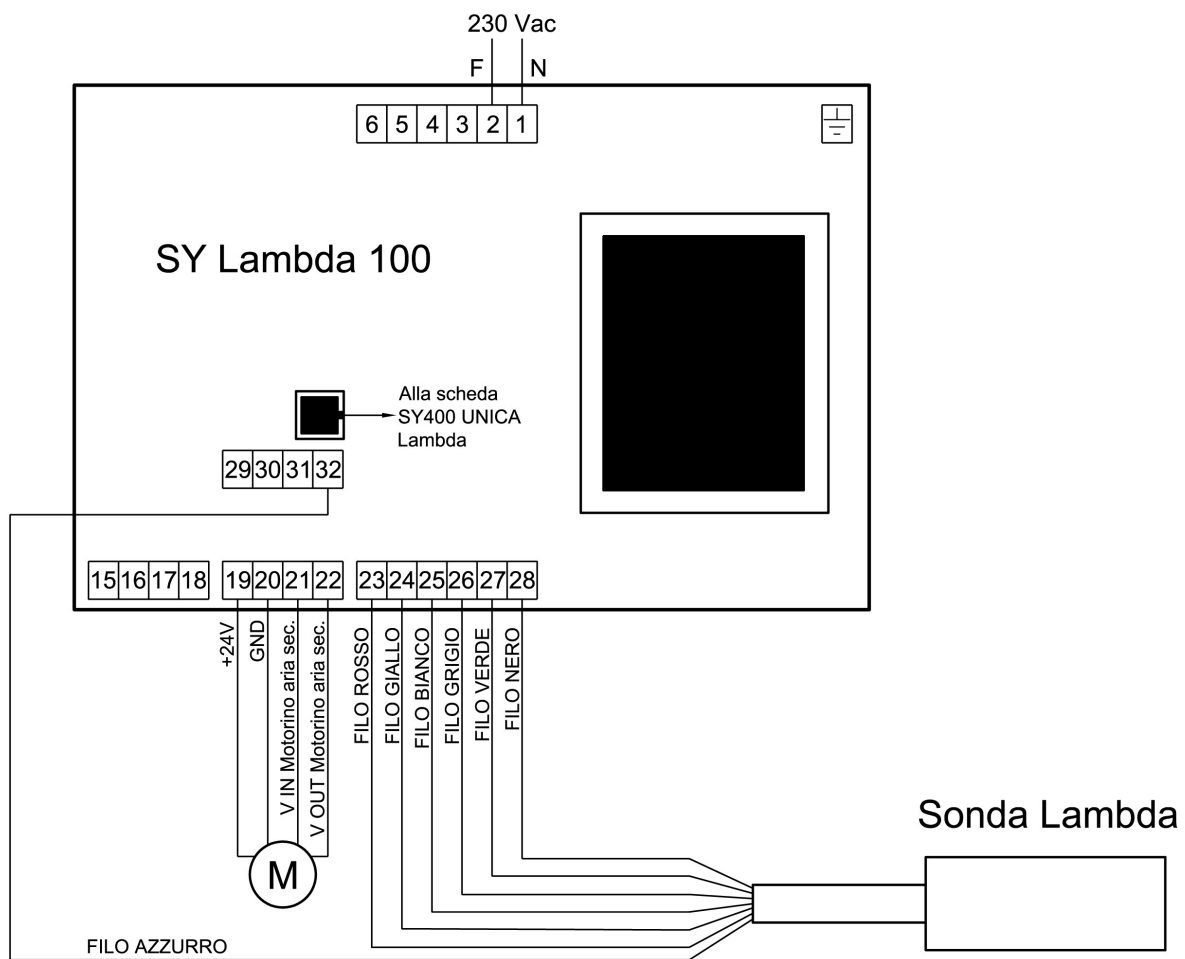 230 Vac
F N
6 5 4 3 2 1
SY Lambda 100
Alla scheda
SY400 UNICA
Lambda
29 30 31 32
15 16 17 18 19 20 21 22 23 24 25 26 27 28
+24V
GND
V IN Motorino aria sec.
V OUT Motorino aria sec.
FILO ROSSO
FILO GIALLO
FILO BIANCO
FILO GRIGIO
FILO VERDE
FILO NERO
Sonda Lambda
M
FILO AZZURRO